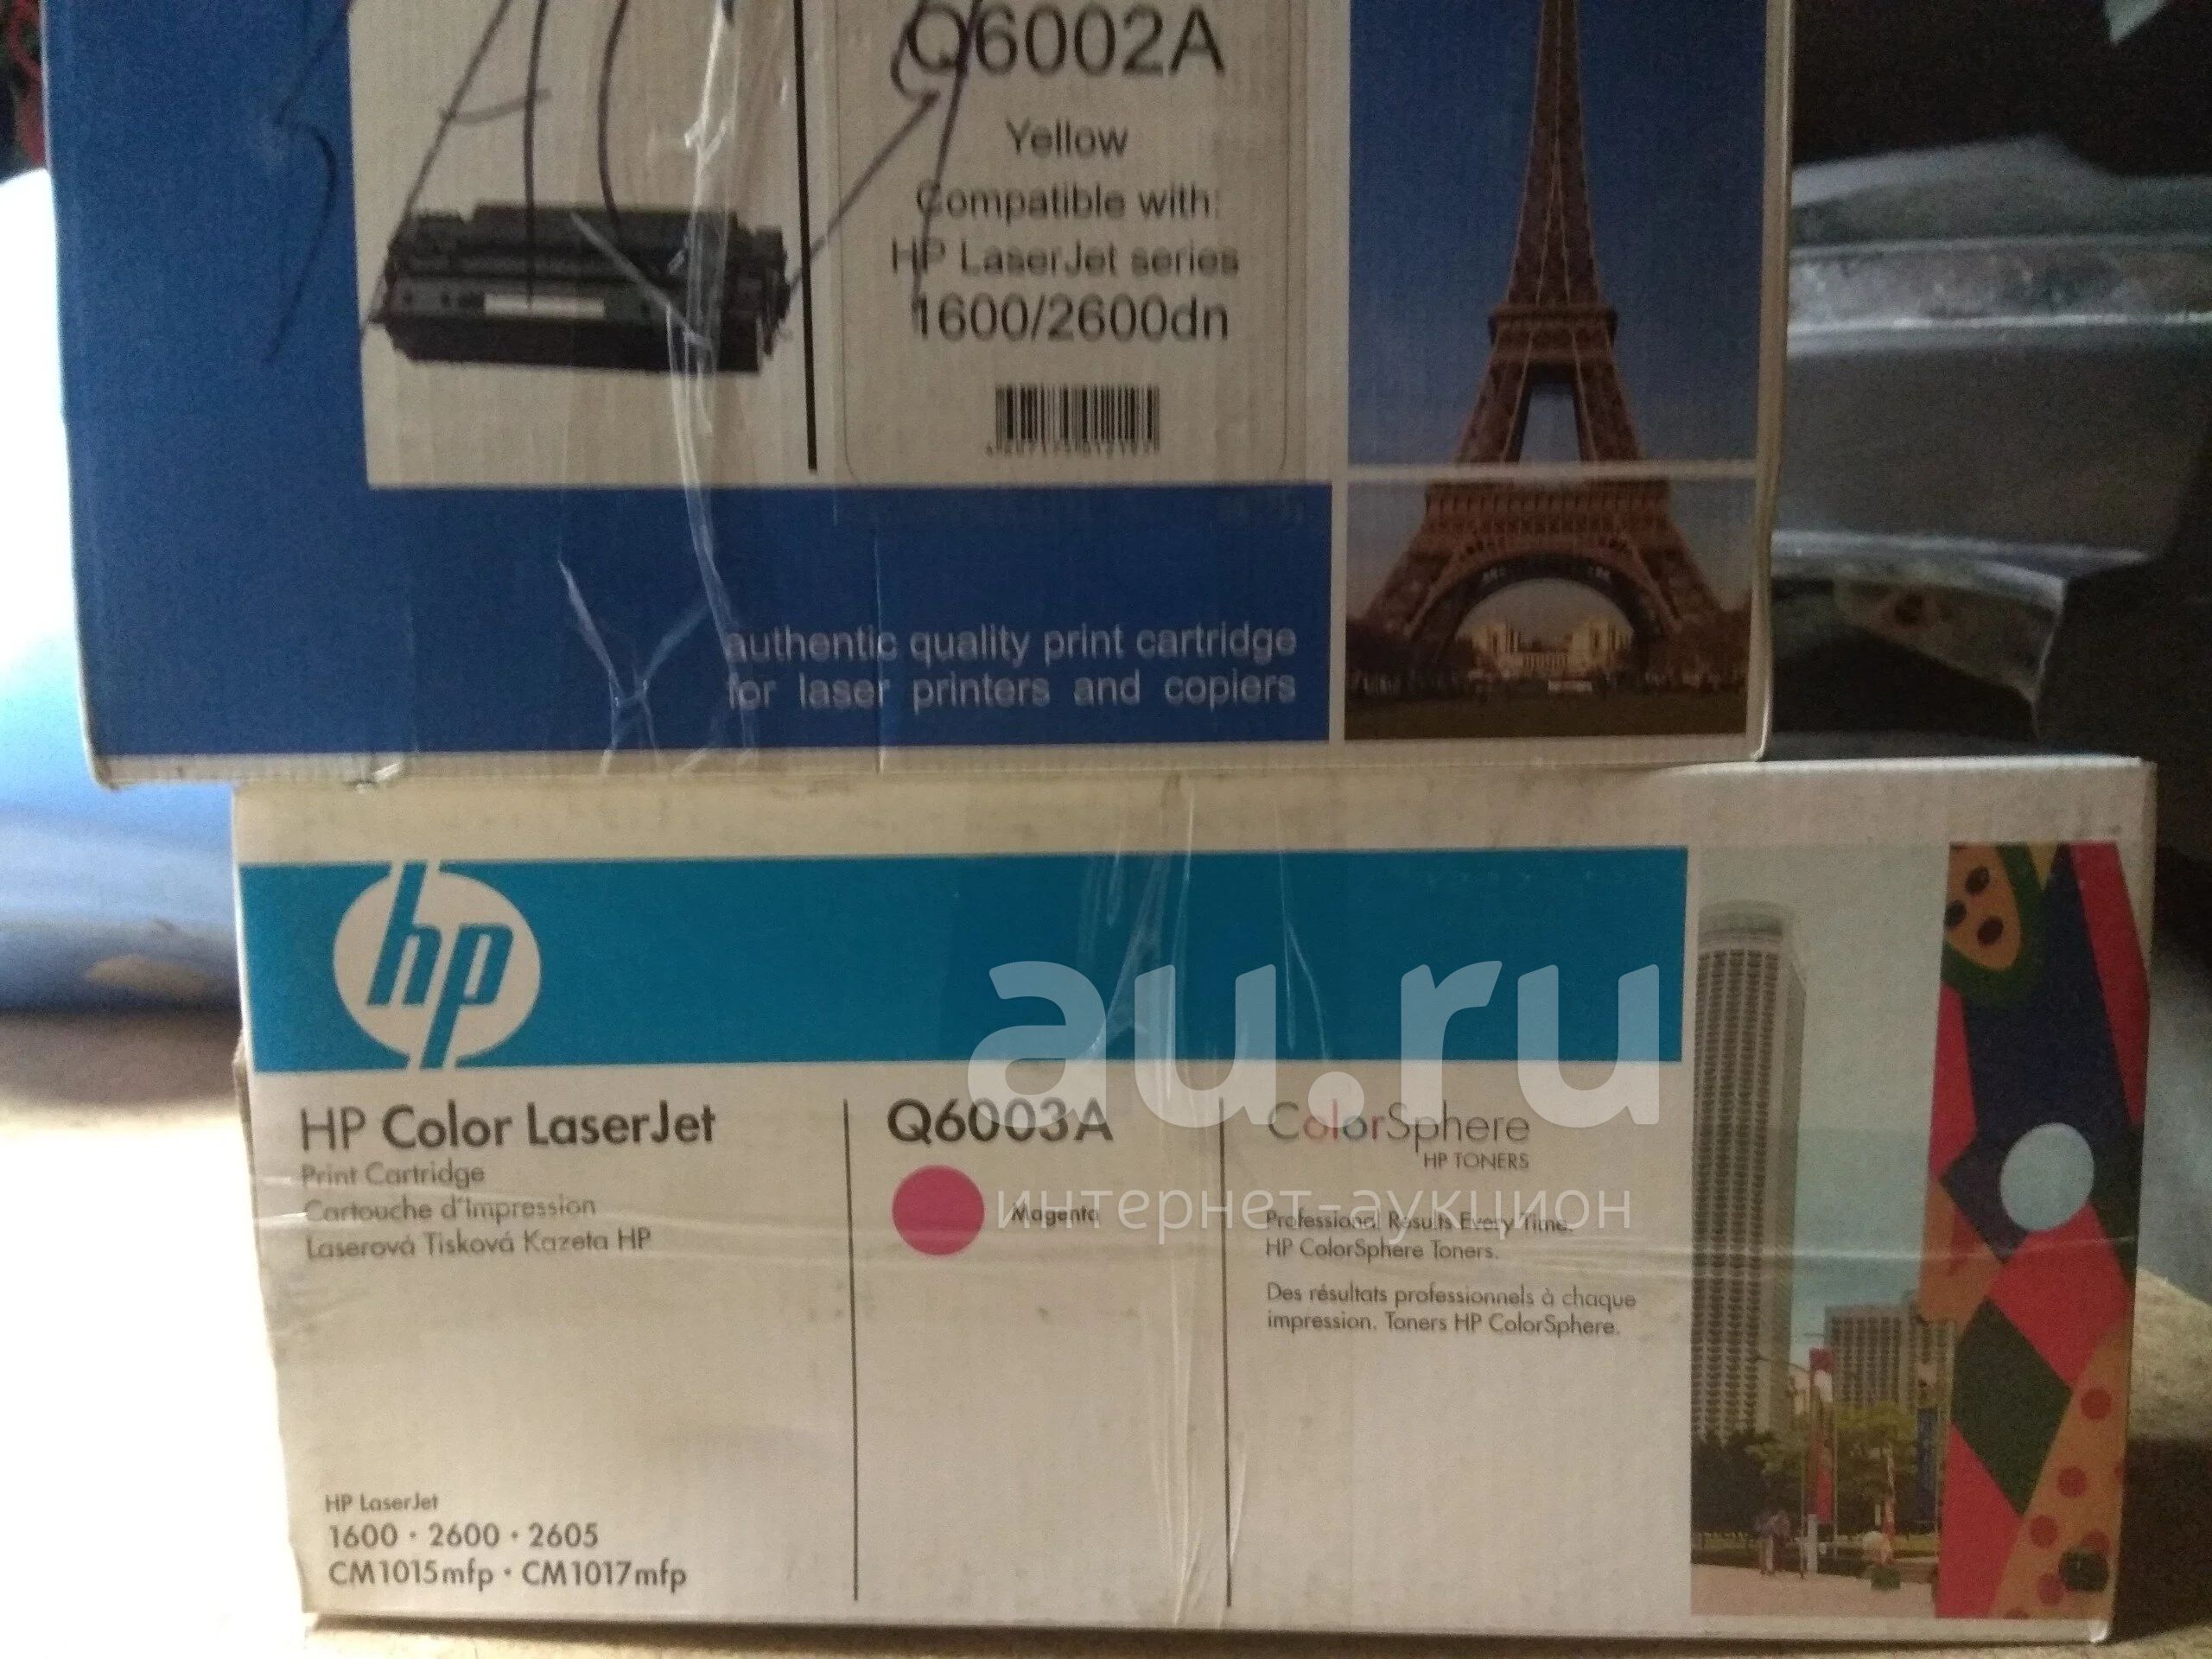 Q6002A
Yellow
Compatible with:
HP LaserJet series
1600/2600dn
authentic quality print cartridge
for laser printers and copiers
hp
au.ru
интернет-аукцион
HP Color LaserJet
Print Cartridge
Cartouche d'Impression
Laserová Tisková Kazeta HP
Q6003A
Magenta
ColorSphere
HP TONERS
Professional Results Every Time.
HP ColorSphere Toners.
Des résultats professionnels à chaque
impression. Toners HP ColorSphere.
HP LaserJet
1600 · 2600 · 2605
CM1015mfp · CM1017mfp